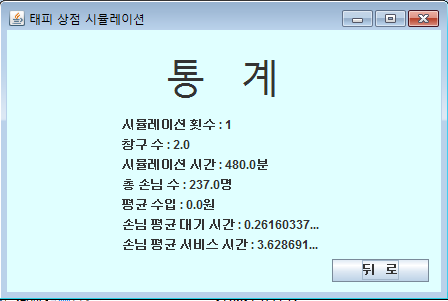 태피 상점 시뮬레이션
통 계
시뮬레이션 횟수 : 1
창구 수 : 2.0
시뮬레이션 시간 : 480.0분
총 손님 수 : 237.0명
평균 수입 : 0.0원
손님 평균 대기 시간 : 0.26160337...
손님 평균 서비스 시간 : 3.628691...
뒤 로